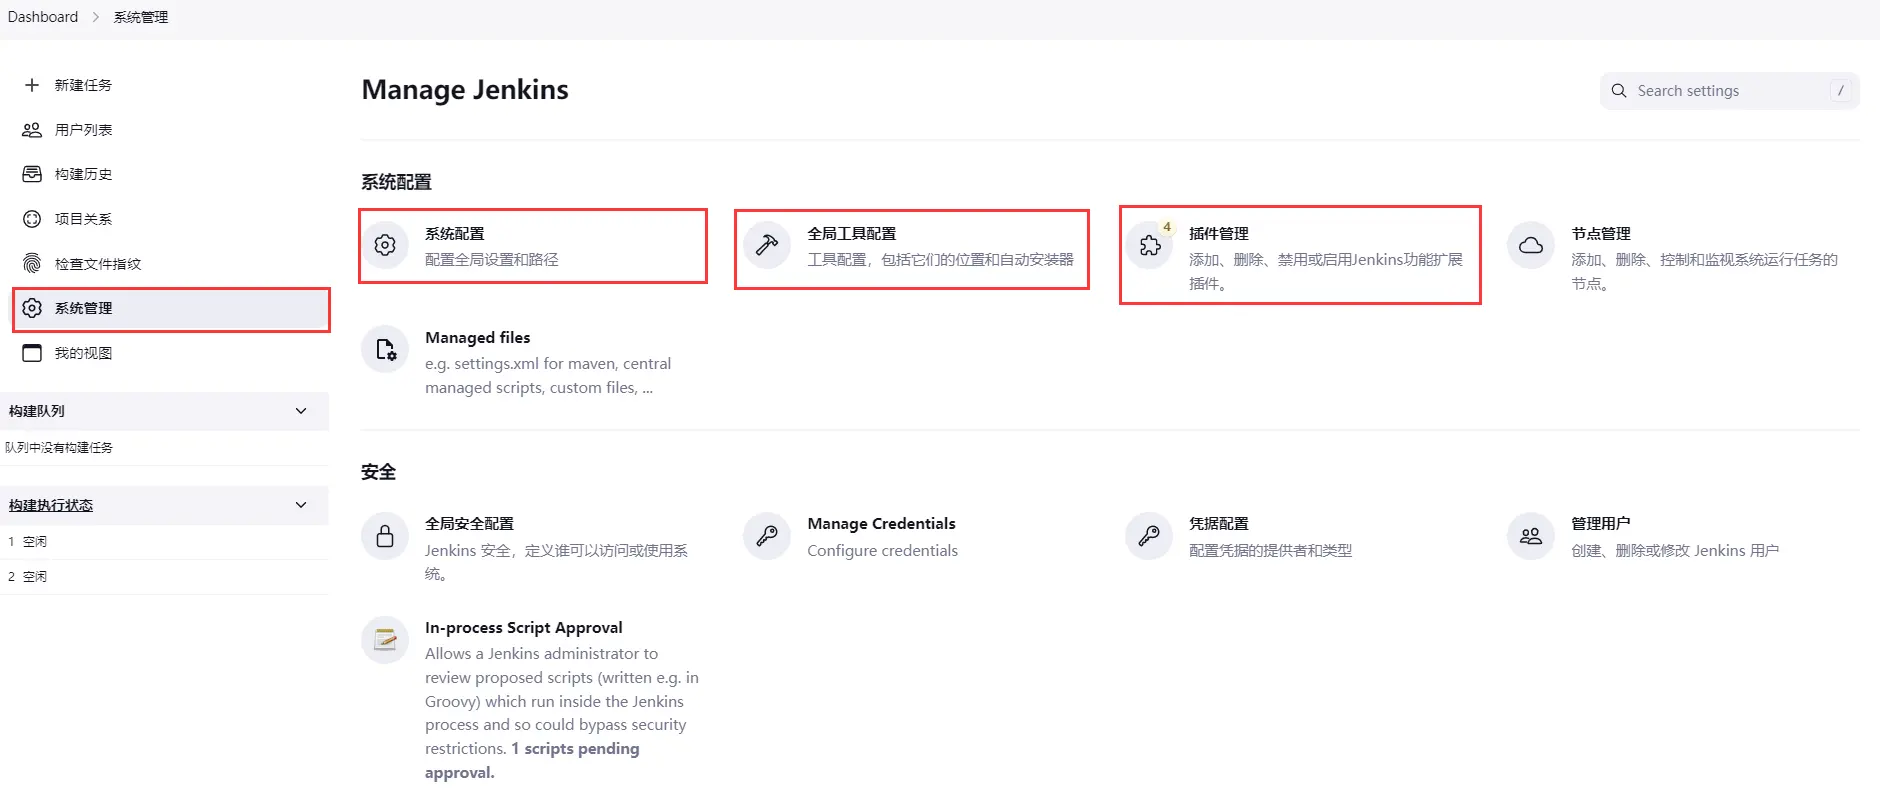 Dashboard
系统管理
新建任务
用户列表
构建历史
项目关系
检查文件指纹
系统管理
我的视图
构建队列
队列中没有构建任务
构建执行状态
1 空闲
2 空闲
Manage Jenkins
Search settings
/
系统配置
系统配置
配置全局设置和路径
全局工具配置
工具配置，包括它们的位置和自动安装器
4
插件管理
添加、删除、禁用或启用Jenkins功能扩展
插件。
节点管理
添加、删除、控制和监视系统运行任务的
节点。
Managed files
e.g. settings.xml for maven, central
managed scripts, custom files, ...
安全
全局安全配置
Jenkins 安全，定义谁可以访问或使用系
统。
Manage Credentials
Configure credentials
凭据配置
配置凭据的提供者和类型
管理用户
创建、删除或修改 Jenkins 用户
In-process Script Approval
Allows a Jenkins administrator to
review proposed scripts (written e.g. in
Groovy) which run inside the Jenkins
process and so could bypass security
restrictions. 1 scripts pending
approval.